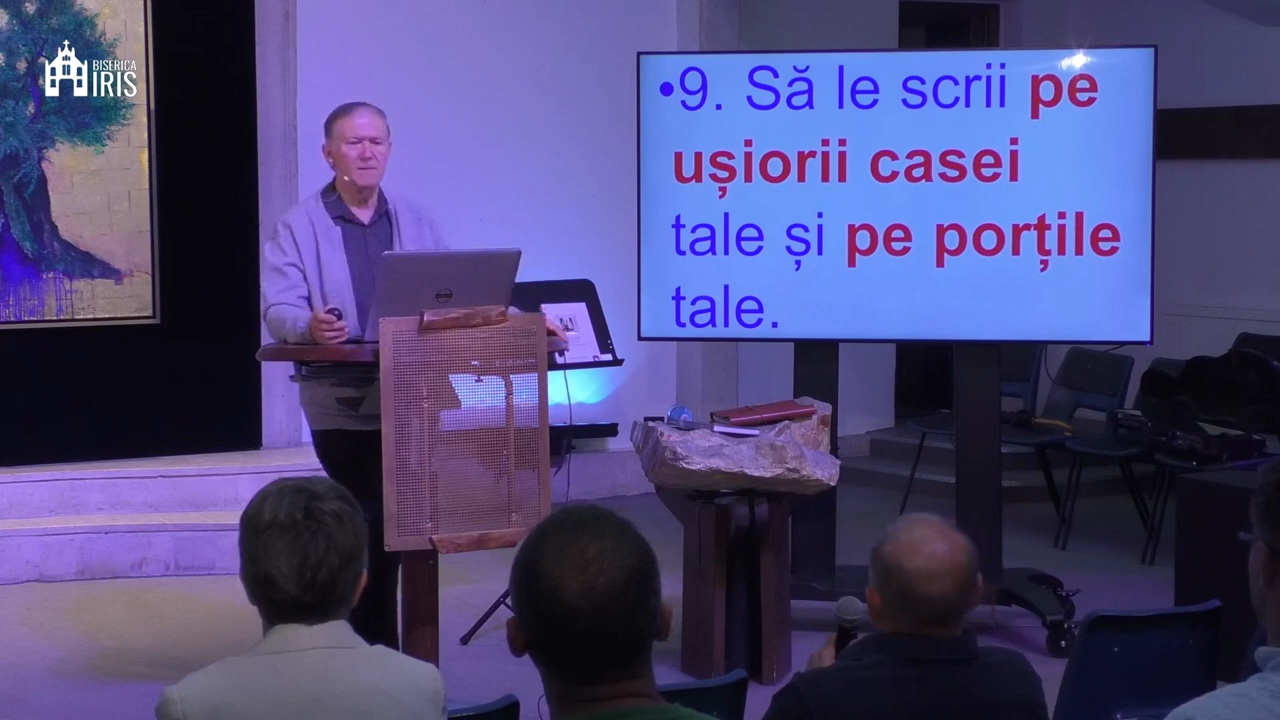 BISERICA
IRIS
•9. Să le scrii pe
ușiorii casei
tale și pe porțile
tale.